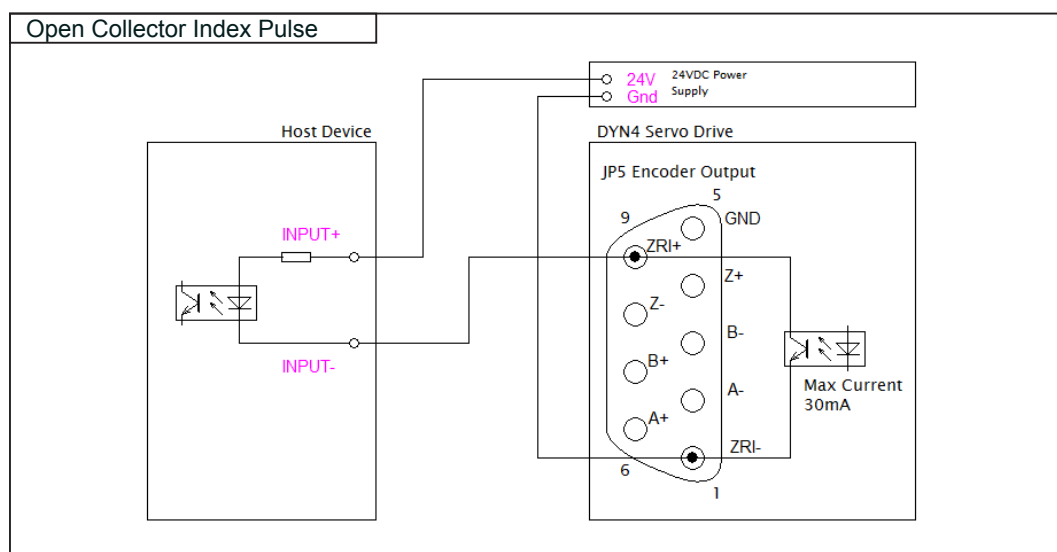 Open Collector Index Pulse
24V
24VDC Power
Gnd
Supply
Host Device
DYN4 Servo Drive
JP5 Encoder Output
5
9
GND
INPUT+
ZRI+
Z+
Z-
B-
INPUT-
B+
A-
Max Current
30mA
A+
ZRI-
6
1